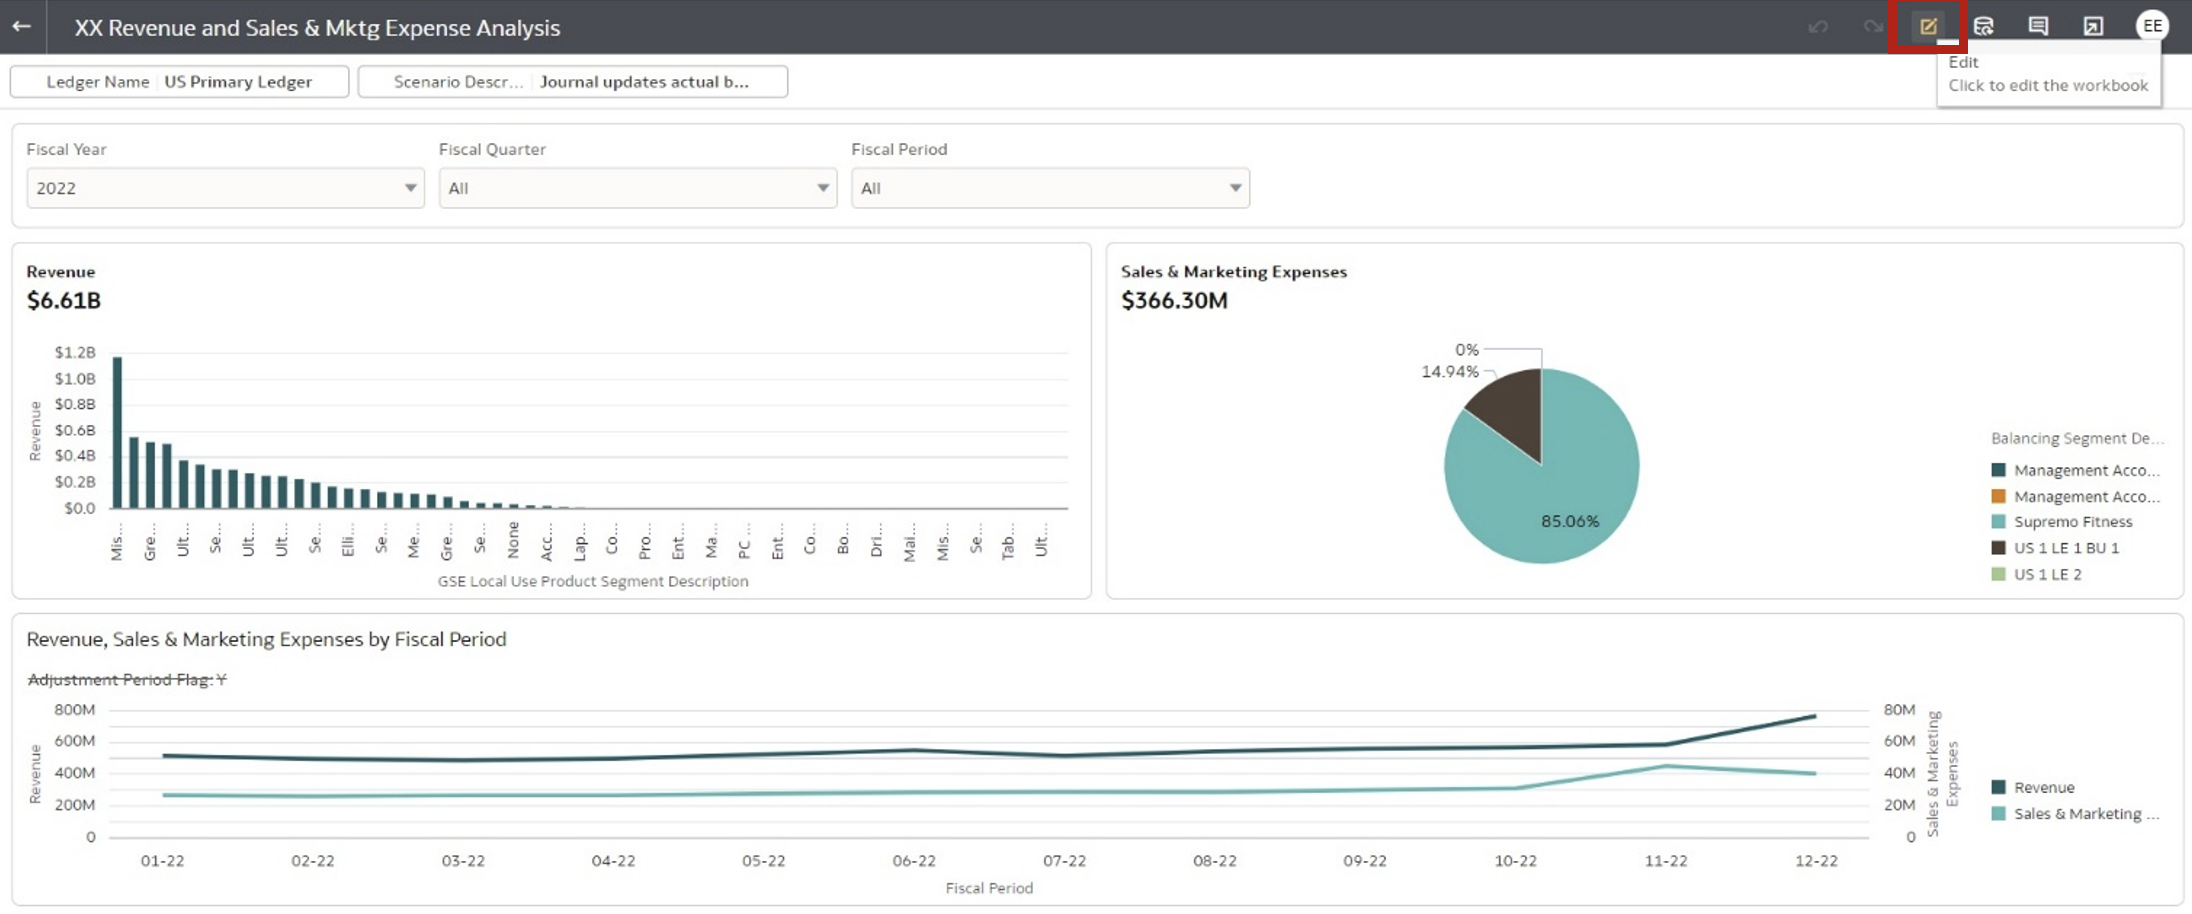 XX Revenue and Sales & Mktg Expense Analysis
EE
Edit
Click to edit the workbook
Ledger Name US Primary Ledger
Scenario Descr... Journal updates actual b...
Fiscal Year
Fiscal Quarter
Fiscal Period
2022
All
All
Revenue
$6.61B
$1.2B
$1.0B
$0.8B
$0.6B
$0.4B
$0.2B
$0.0
Revenue
Mis...
Gre...
Ult...
Se...
Ult...
Ult...
Se...
Elli...
Se...
Me...
Gre...
Se...
None
Acc...
Lap...
Co...
Pro...
Ent...
Ma...
PC ...
Ent...
Co...
Bo...
Dri...
Mai...
Mis...
Se...
Tab...
Ult...
GSE Local Use Product Segment Description
Sales & Marketing Expenses
$366.30M
0%
14.94%
85.06%
Balancing Segment De...
Management Acco...
Management Acco...
Supremo Fitness
US 1 LE 1 BU 1
US 1 LE 2
Revenue, Sales & Marketing Expenses by Fiscal Period
Adjustment Period Flag: Y
800M
600M
400M
200M
0
Revenue
80M
60M
40M
20M
0
Sales & Marketing
Expenses
Revenue
Sales & Marketing ...
01-22
02-22
03-22
04-22
05-22
06-22
07-22
08-22
09-22
10-22
11-22
12-22
Fiscal Period